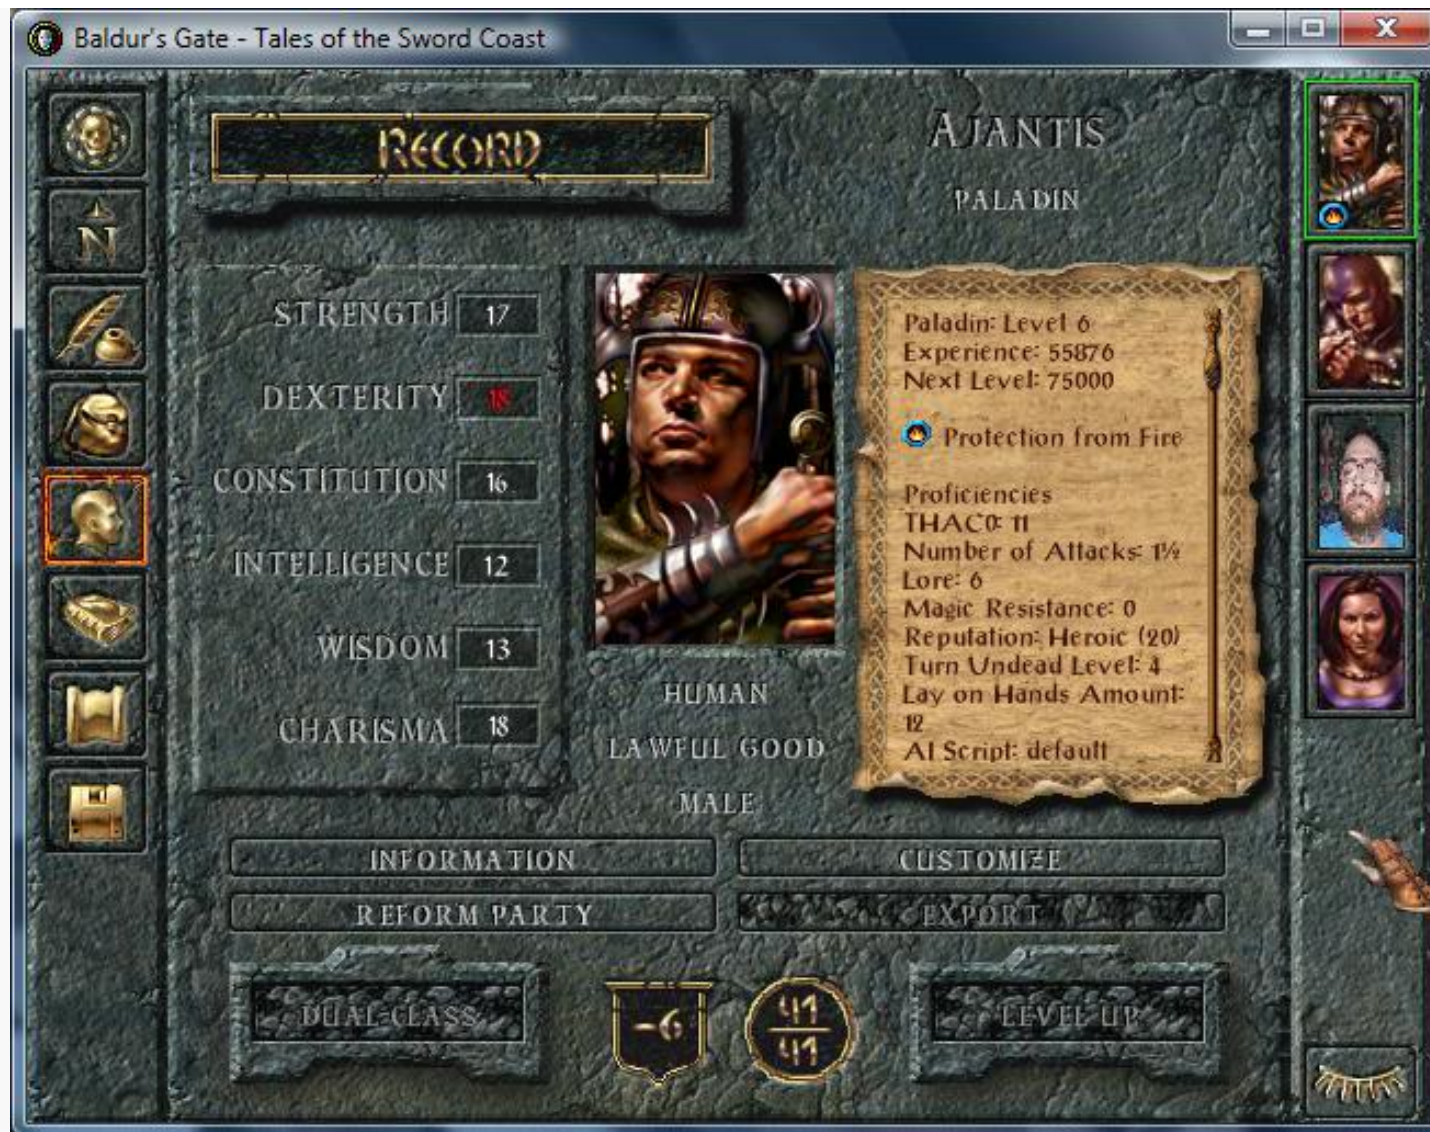 Baldur's Gate - Tales of the Sword Coast
RECORD
AJANTIS
PALADIN
N
STRENGTH 17
DEXTERITY 18
CONSTITUTION 16
INTELLIGENCE 12
WISDOM 13
CHARISMA 18
HUMAN
LAWFUL GOOD
MALE
Paladin: Level 6
Experience: 55876
Next Level: 75000
Protection from Fire
Proficiencies
THAC0: 11
Number of Attacks: 1½
Lore: 6
Magic Resistance: 0
Reputation: Heroic (20)
Turn Undead Level: 4
Lay on Hands Amount:
12
AI Script: default
INFORMATION
CUSTOMIZE
REFORM PARTY
EXPORT
DUAL-CLASS
-6
41
41
LEVEL UP